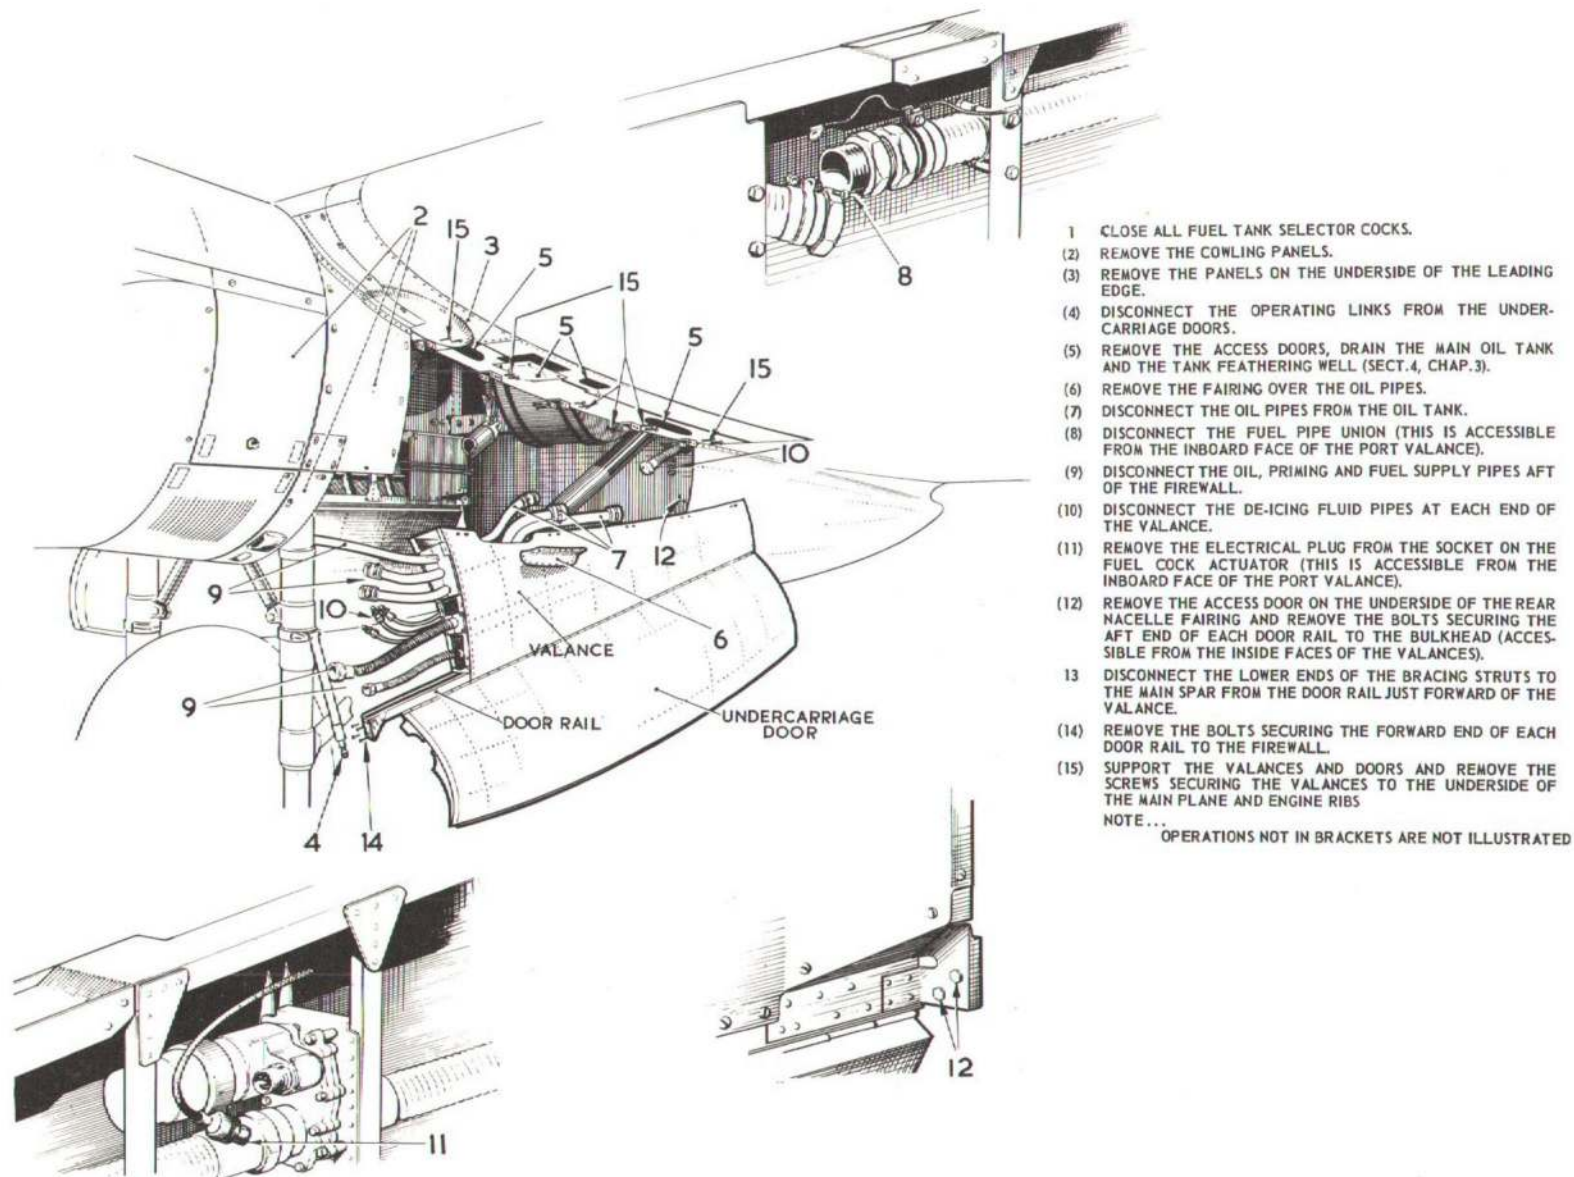 2
15
3
5
15
5
5
15
10
8
12
7
9
10
6
VALANCE
9
DOOR RAIL
UNDERCARRIAGE
DOOR
4
14
11
12
1 CLOSE ALL FUEL TANK SELECTOR COCKS.
(2) REMOVE THE COWLING PANELS.
(3) REMOVE THE PANELS ON THE UNDERSIDE OF THE LEADING
EDGE.
(4) DISCONNECT THE OPERATING LINKS FROM THE UNDER-
CARRIAGE DOORS.
(5) REMOVE THE ACCESS DOORS, DRAIN THE MAIN OIL TANK
AND THE TANK FEATHERING WELL (SECT.4, CHAP.3).
(6) REMOVE THE FAIRING OVER THE OIL PIPES.
(7) DISCONNECT THE OIL PIPES FROM THE OIL TANK.
(8) DISCONNECT THE FUEL PIPE UNION (THIS IS ACCESSIBLE
FROM THE INBOARD FACE OF THE PORT VALANCE).
(9) DISCONNECT THE OIL, PRIMING AND FUEL SUPPLY PIPES AFT
OF THE FIREWALL.
(10) DISCONNECT THE DE-ICING FLUID PIPES AT EACH END OF
THE VALANCE.
(11) REMOVE THE ELECTRICAL PLUG FROM THE SOCKET ON THE
FUEL COCK ACTUATOR (THIS IS ACCESSIBLE FROM THE
INBOARD FACE OF THE PORT VALANCE).
(12) REMOVE THE ACCESS DOOR ON THE UNDERSIDE OF THE REAR
NACELLE FAIRING AND REMOVE THE BOLTS SECURING THE
AFT END OF EACH DOOR RAIL TO THE BULKHEAD (ACCES-
SIBLE FROM THE INSIDE FACES OF THE VALANCES).
13 DISCONNECT THE LOWER ENDS OF THE BRACING STRUTS TO
THE MAIN SPAR FROM THE DOOR RAIL JUST FORWARD OF THE
VALANCE.
(14) REMOVE THE BOLTS SECURING THE FORWARD END OF EACH
DOOR RAIL TO THE FIREWALL.
(15) SUPPORT THE VALANCES AND DOORS AND REMOVE THE
SCREWS SECURING THE VALANCES TO THE UNDERSIDE OF
THE MAIN PLANE AND ENGINE RIBS
NOTE...
OPERATIONS NOT IN BRACKETS ARE NOT ILLUSTRATED